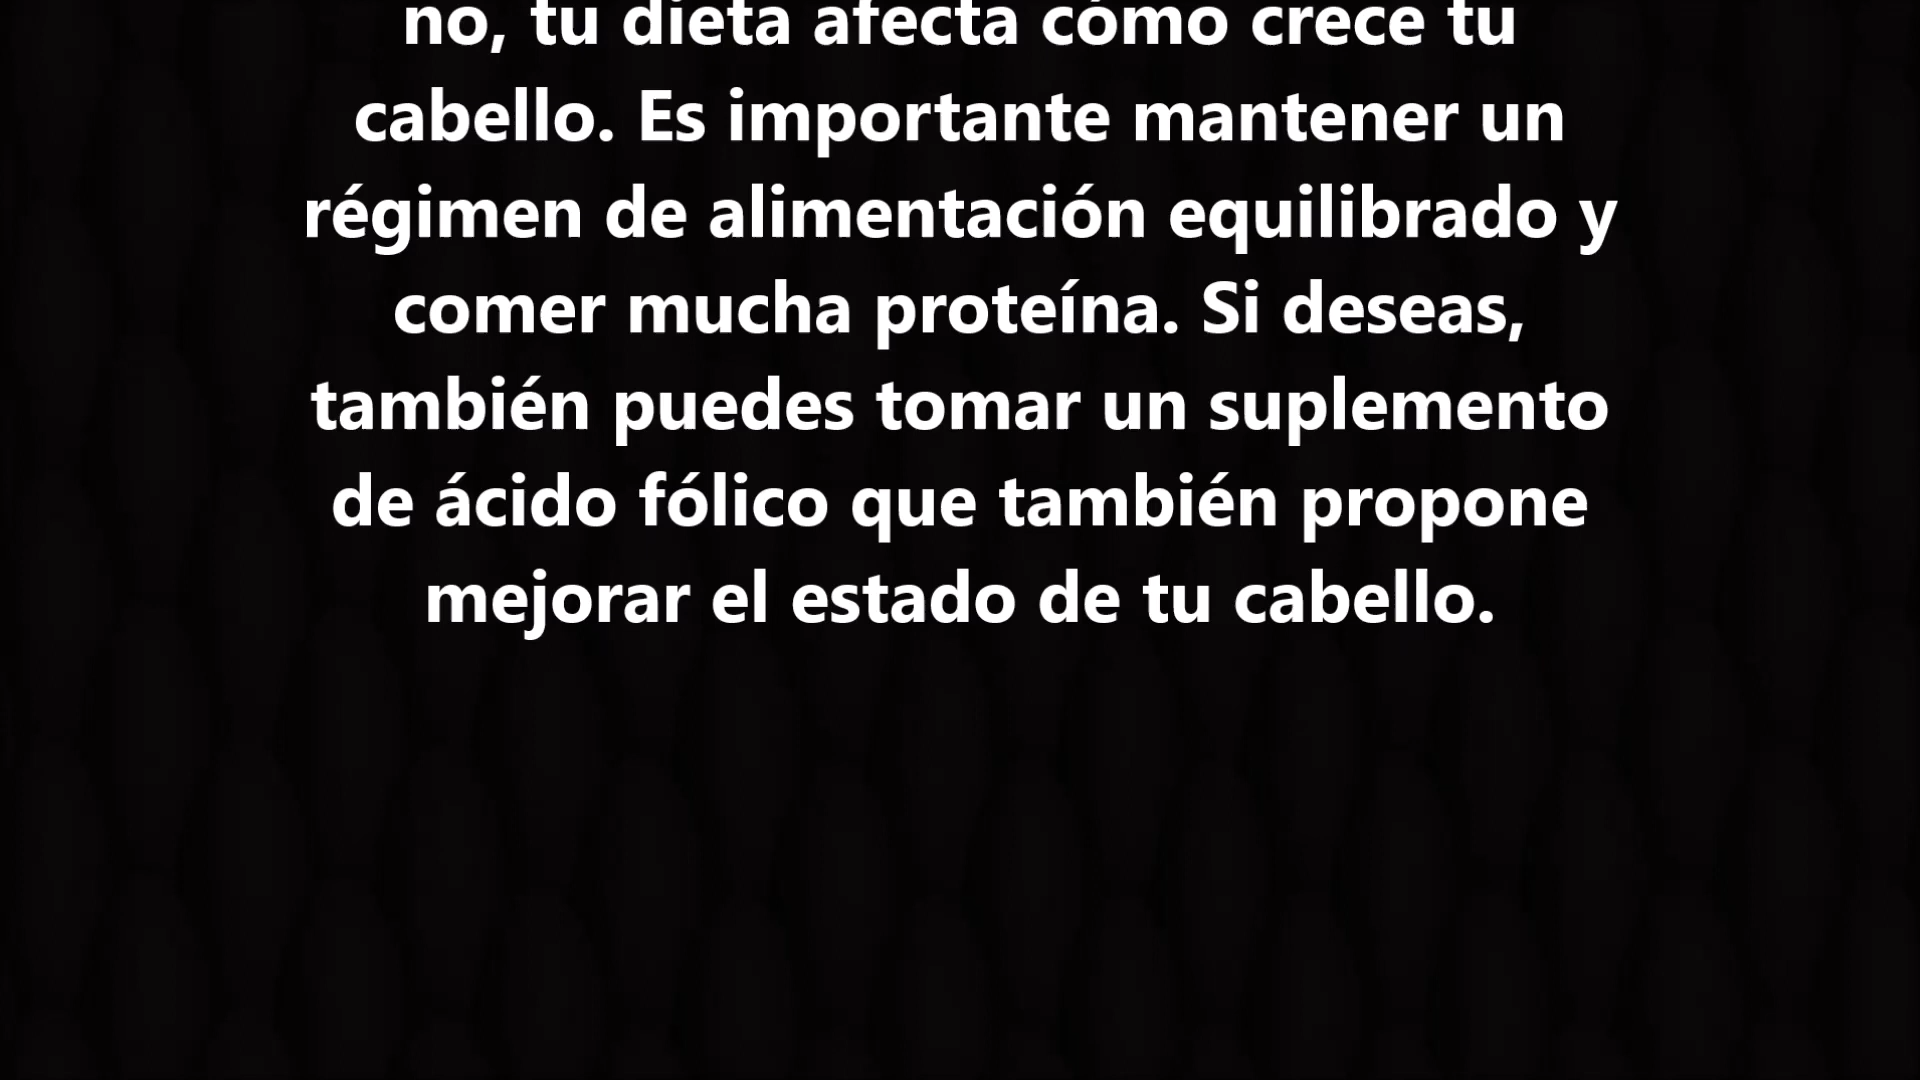 no, tu dieta afecta cómo crece tu
cabello. Es importante mantener un
régimen de alimentación equilibrado y
comer mucha proteína. Si deseas,
también puedes tomar un suplemento
de ácido fólico que también propone
mejorar el estado de tu cabello.